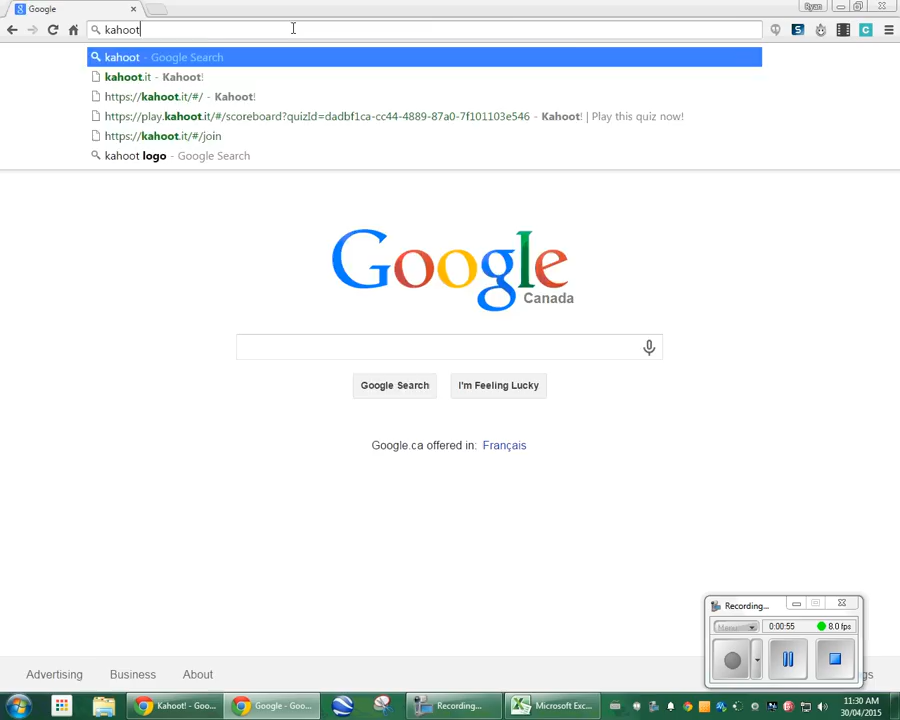 Google
Ryan
kahoot
kahoot - Google Search
kahoot.it - Kahoot!
https://kahoot.it/#/ - Kahoot!
https://play.kahoot.it/#/scoreboard?quizId=dadbf1ca-cc44-4889-87a0-7f101103e546 - Kahoot! | Play this quiz now!
https://kahoot.it/#/join
kahoot logo - Google Search
Google
Canada
Google Search
I'm Feeling Lucky
Google.ca offered in: Français
Recording...
Menu
0:00:55
8.0 fps
Advertising
Business
About
gs
Kahoot! - Goo...
Google - Goo...
Recording...
Microsoft Exc...
11:30 AM
30/04/2015